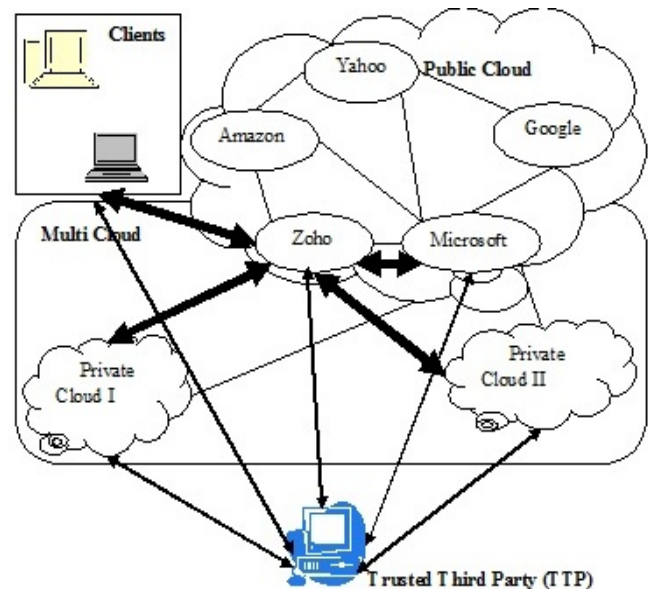 Clients
Yahoo
Public Cloud
Amazon
Google
Multi Cloud
Zoho
Microsoft
Private
Cloud I
Private
Cloud II
Trusted Third Party (TTP)